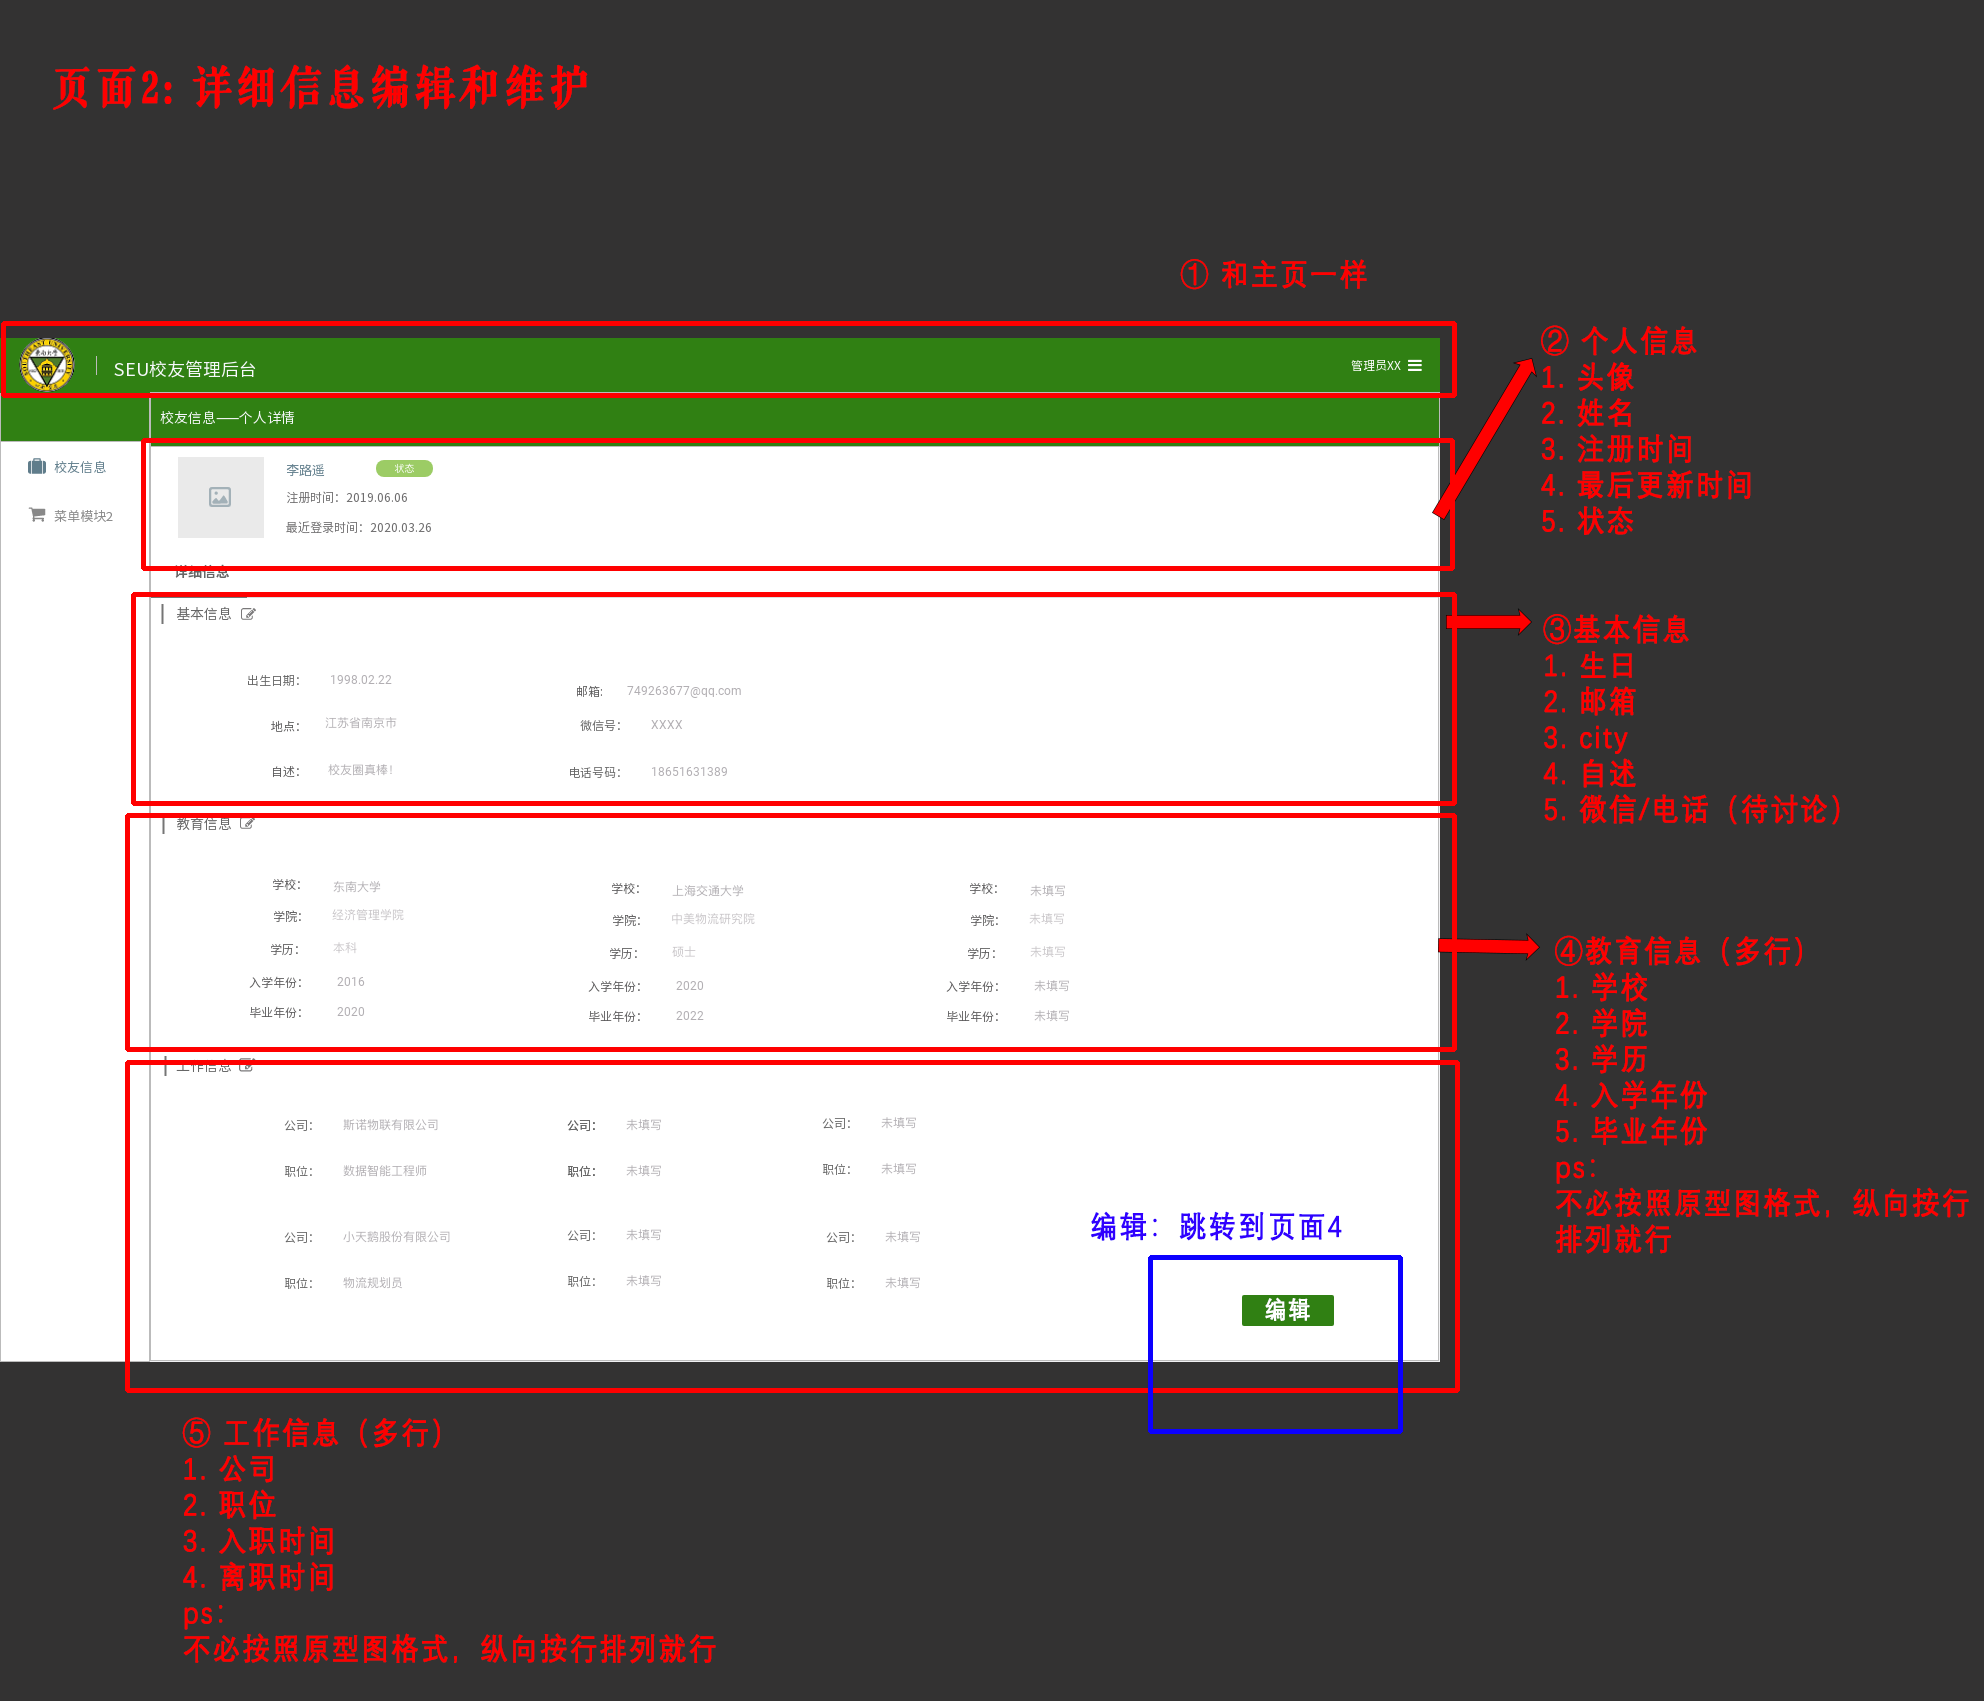 页面2: 详细信息编辑和维护
① 和主页一样
SEU校友管理后台
管理员XX
校友信息——个人详情
校友信息
菜单模块2
李路遥
状态
注册时间：2019.06.06
最近登录时间：2020.03.26
② 个人信息
1. 头像
2. 姓名
3. 注册时间
4. 最后更新时间
5. 状态
详细信息
基本信息
出生日期： 1998.02.22
邮箱: 749263677@qq.com
地点： 江苏省南京市
微信号： XXXX
自述： 校友圈真棒！
电话号码： 18651631389
③基本信息
1. 生日
2. 邮箱
3. city
4. 自述
5. 微信/电话（待讨论）
教育信息
学校： 东南大学
学院： 经济管理学院
学历： 本科
入学年份： 2016
毕业年份： 2020
学校： 上海交通大学
学院： 中美物流研究院
学历： 硕士
入学年份： 2020
毕业年份： 2022
学校： 未填写
学院： 未填写
学历： 未填写
入学年份： 未填写
毕业年份： 未填写
④教育信息（多行）
1. 学校
2. 学院
3. 学历
4. 入学年份
5. 毕业年份
ps：
不必按照原型图格式，纵向按行
排列就行
工作信息
公司： 斯诺物联有限公司
职位： 数据智能工程师
公司： 未填写
职位： 未填写
公司： 未填写
职位： 未填写
公司： 小天鹅股份有限公司
职位： 物流规划员
公司： 未填写
职位： 未填写
公司： 未填写
职位： 未填写
编辑：跳转到页面4
编辑
⑤ 工作信息（多行）
1. 公司
2. 职位
3. 入职时间
4. 离职时间
ps：
不必按照原型图格式，纵向按行排列就行